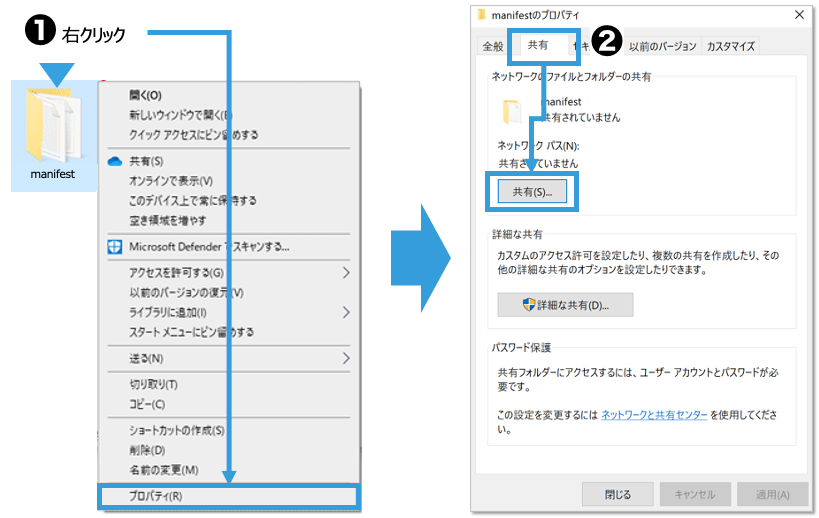 1 右クリック
manifest
開く(O)
新しいウィンドウで開く(E)
クイック アクセスにピン留めする
共有(S)
オンラインで表示(V)
このデバイス上で常に保持する
空き領域を増やす
Microsoft Defender でスキャンする...
アクセスを許可する(G)
以前のバージョンの復元(V)
ライブラリに追加(I)
スタート メニューにピン留めする
送る(N)
切り取り(T)
コピー(C)
ショートカットの作成(S)
削除(D)
名前の変更(M)
プロパティ(R)
manifestのプロパティ
2
全般 共有 以前のバージョン カスタマイズ
ネットワークのファイルとフォルダーの共有
manifest
共有されていません
ネットワーク パス(N):
共有されていません
共有(S)...
詳細な共有
カスタムのアクセス許可を設定したり、複数の共有を作成したり、その
他の詳細な共有のオプションを設定したりできます。
詳細な共有(D)...
パスワード保護
共有フォルダーにアクセスするには、ユーザー アカウントとパスワードが必
要です。
この設定を変更するには ネットワークと共有センター を使用してくださ
い。
閉じる キャンセル 適用(A)